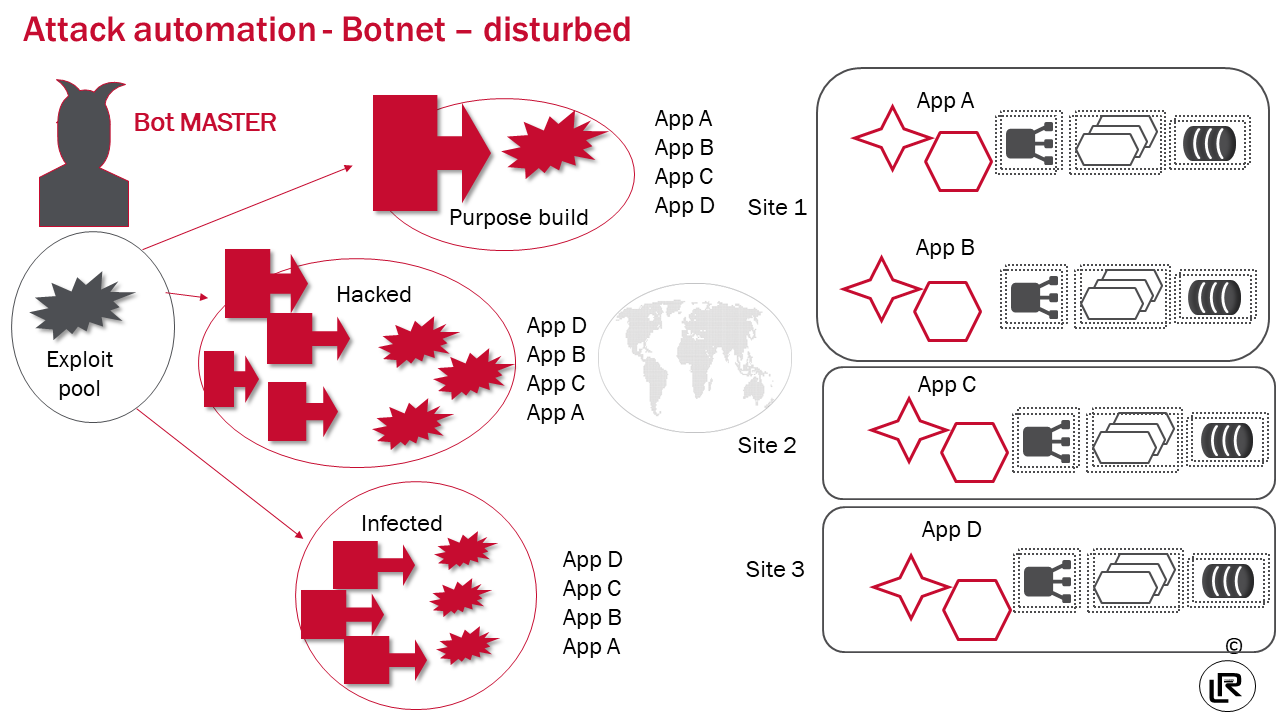 Attack automation - Botnet – disturbed
Bot MASTER
Exploit
pool
Purpose build
App A
App B
App C
App D
Hacked
App D
App B
App C
App A
Infected
App D
App C
App B
App A
Site 1
App A
App B
Site 2
App C
Site 3
App D
©
LR